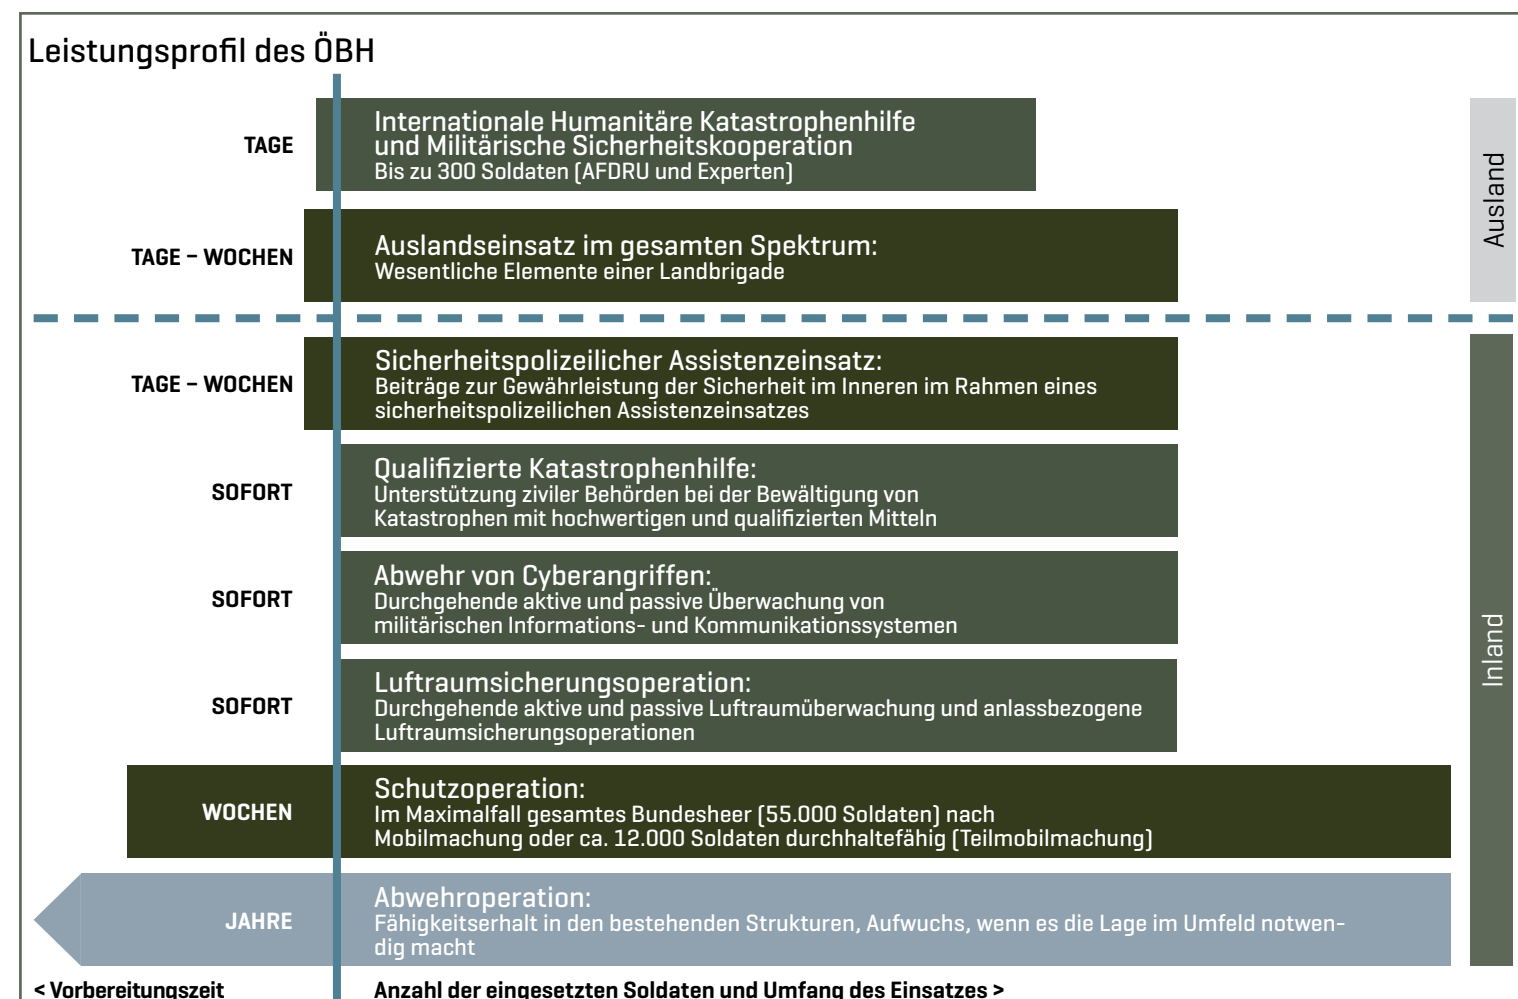 Leistungsprofil des ÖBH
TAGE
Internationale Humanitäre Katastrophenhilfe
und Militärische Sicherheitskooperation
Bis zu 300 Soldaten (AFDRU und Experten)
TAGE – WOCHEN
Auslandseinsatz im gesamten Spektrum:
Wesentliche Elemente einer Landbrigade
Ausland
TAGE – WOCHEN
Sicherheitspolizeilicher Assistenzeinsatz:
Beiträge zur Gewährleistung der Sicherheit im Inneren im Rahmen eines
sicherheitspolizeilichen Assistenzeinsatzes
SOFORT
Qualifizierte Katastrophenhilfe:
Unterstützung ziviler Behörden bei der Bewältigung von
Katastrophen mit hochwertigen und qualifizierten Mitteln
SOFORT
Abwehr von Cyberangriffen:
Durchgehende aktive und passive Überwachung von
militärischen Informations- und Kommunikationssystemen
SOFORT
Luftraumsicherungsoperation:
Durchgehende aktive und passive Luftraumüberwachung und anlassbezogene
Luftraumsicherungsoperationen
WOCHEN
Schutzoperation:
Im Maximalfall gesamtes Bundesheer (55.000 Soldaten) nach
Mobilmachung oder ca. 12.000 Soldaten durchhaltefähig (Teilmobilmachung)
JAHRE
Abwehroperation:
Fähigkeitserhalt in den bestehenden Strukturen, Aufwuchs, wenn es die Lage im Umfeld notwen-
dig macht
Inland
< Vorbereitungszeit
Anzahl der eingesetzten Soldaten und Umfang des Einsatzes >